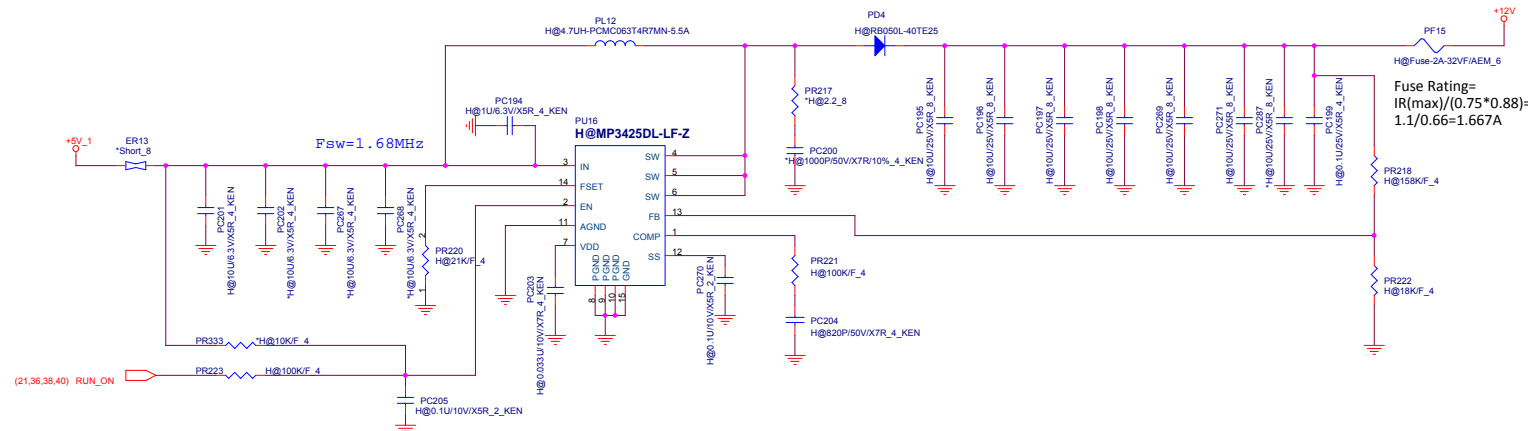 PL12
H@4.7UH-PCMC063T4R7MN-5.5A
PD4
H@RB050L-40TE25
+12V
PF15
H@Fuse-2A-32VF/AEM_6
Fuse Rating=
IR(max)/(0.75*0.88)=
1.1/0.66=1.667A
PR217
*H@2.2_8
PC200
*H@1000P/50V/X7R/10%_4_KEN
PC195
H@10U/25V/X5R_8_KEN
PC196
H@10U/25V/X5R_8_KEN
PC197
H@10U/25V/X5R_8_KEN
PC198
H@10U/25V/X5R_8_KEN
PC269
H@10U/25V/X5R_8_KEN
PC271
H@10U/25V/X5R_8_KEN
PC287
*H@10U/25V/X5R_8_KEN
PC199
H@0.1U/25V/X5R_4_KEN
PR218
H@158K/F_4
PR222
H@18K/F_4
PC194
H@1U/6.3V/X5R_4_KEN
PU16
H@MP3425DL-LF-Z
Fsw=1.68MHz
+5V_1
ER13
*Short_8
3 IN
14 FSET
2 EN
11 AGND
7 VDD
SW 4
SW 5
SW 6
FB 13
COMP 1
SS 12
PGND 8
PGND 9
PGND 10
GND 15
PC201
H@10U/6.3V/X5R_4_KEN
PC202
*H@10U/6.3V/X5R_4_KEN
PC267
*H@10U/6.3V/X5R_4_KEN
PC268
*H@10U/6.3V/X5R_4_KEN
2
PR220
H@21K/F_4
1
PC203
H@0.033U/10V/X7R_4_KEN
PC270
H@0.1U/10V/X5R_2_KEN
PR221
H@100K/F_4
PC204
H@820P/50V/X7R_4_KEN
PR333 *H@10K/F_4
(21,36,38,40) RUN_ON
PR223 H@100K/F_4
PC205
H@0.1U/10V/X5R_2_KEN